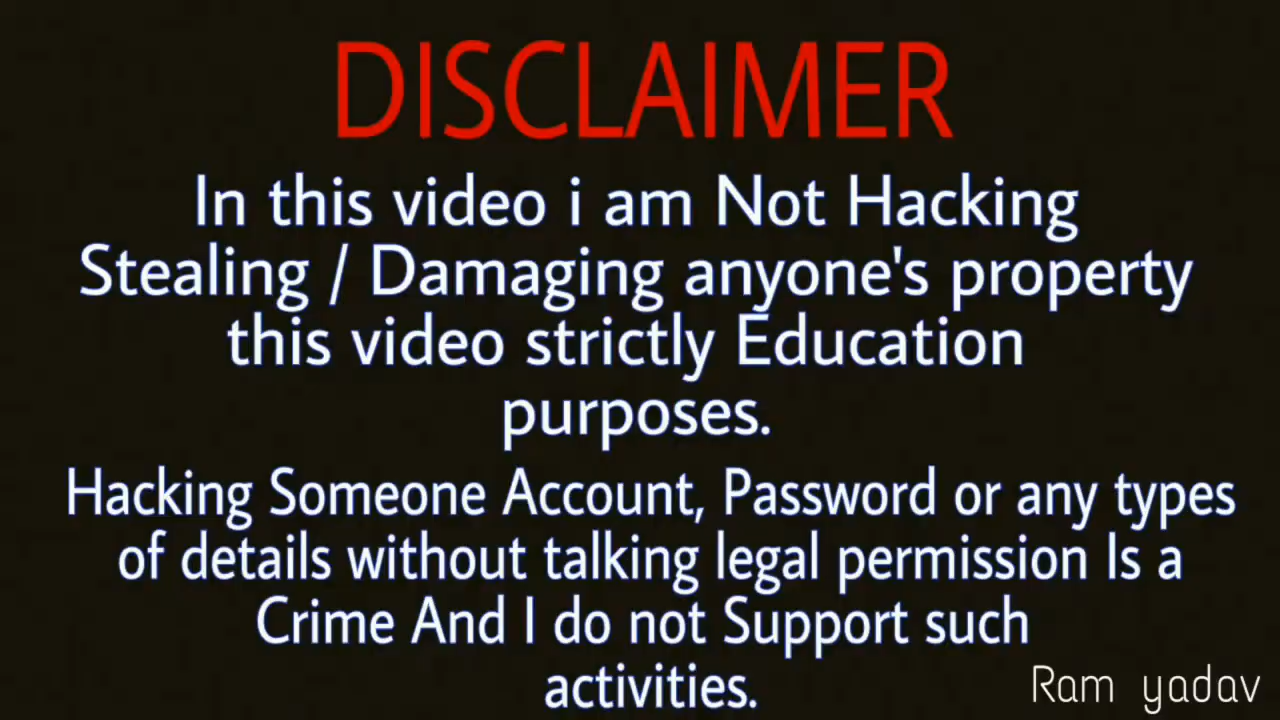 DISCLAIMER
In this video i am Not Hacking
Stealing / Damaging anyone's property
this video strictly Education
purposes.
Hacking Someone Account, Password or any types
of details without talking legal permission Is a
Crime And I do not Support such
activities.
Ram yadav